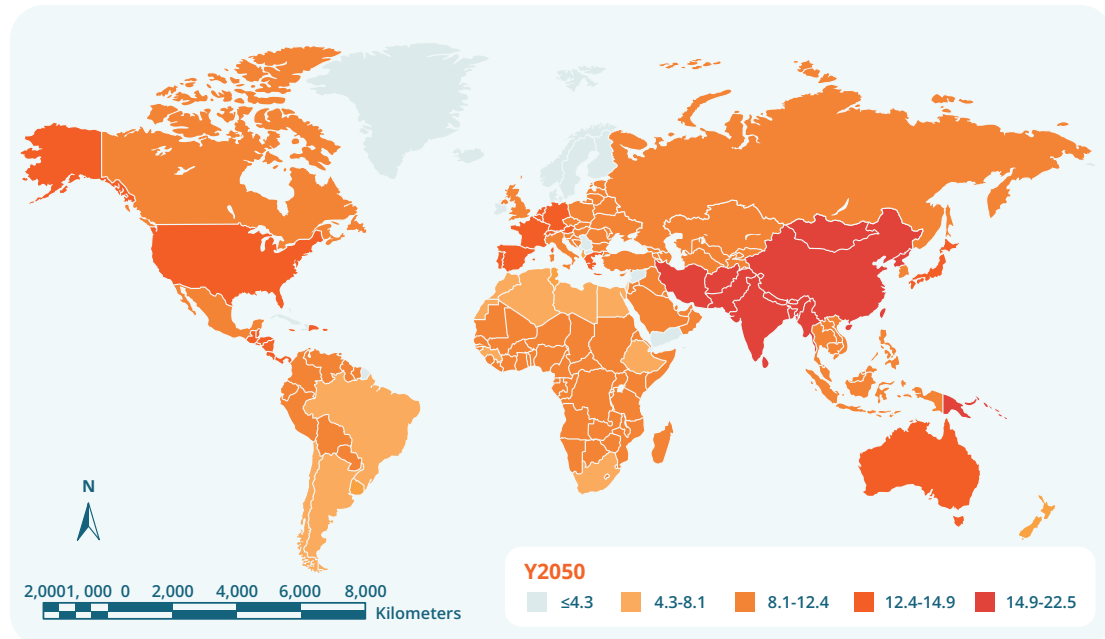 N
2,0001,000 0 2,000 4,000 6,000 8,000
Kilometers
Y2050
≤4.3 4.3-8.1 8.1-12.4 12.4-14.9 14.9-22.5